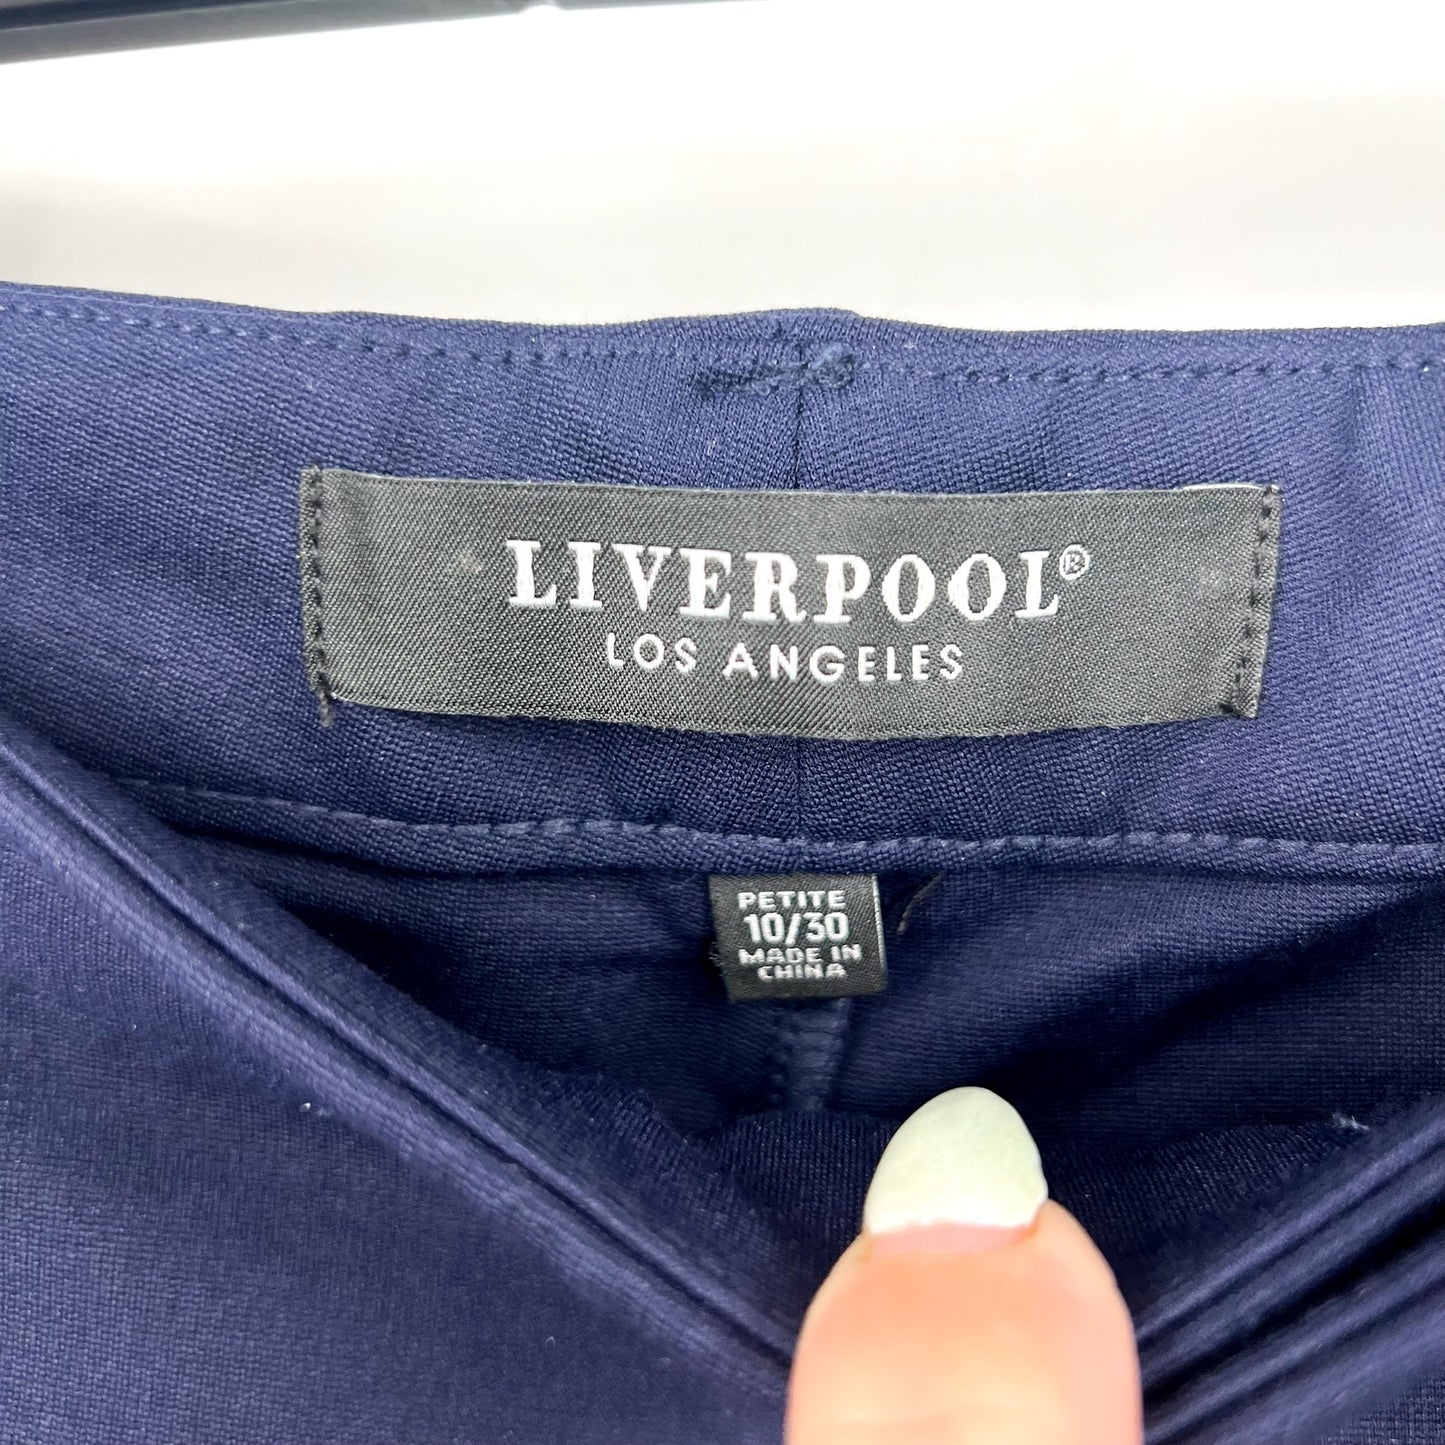 LIVERPOOL®
LOS ANGELES
PETITE
10/30
MADE IN
CHINA